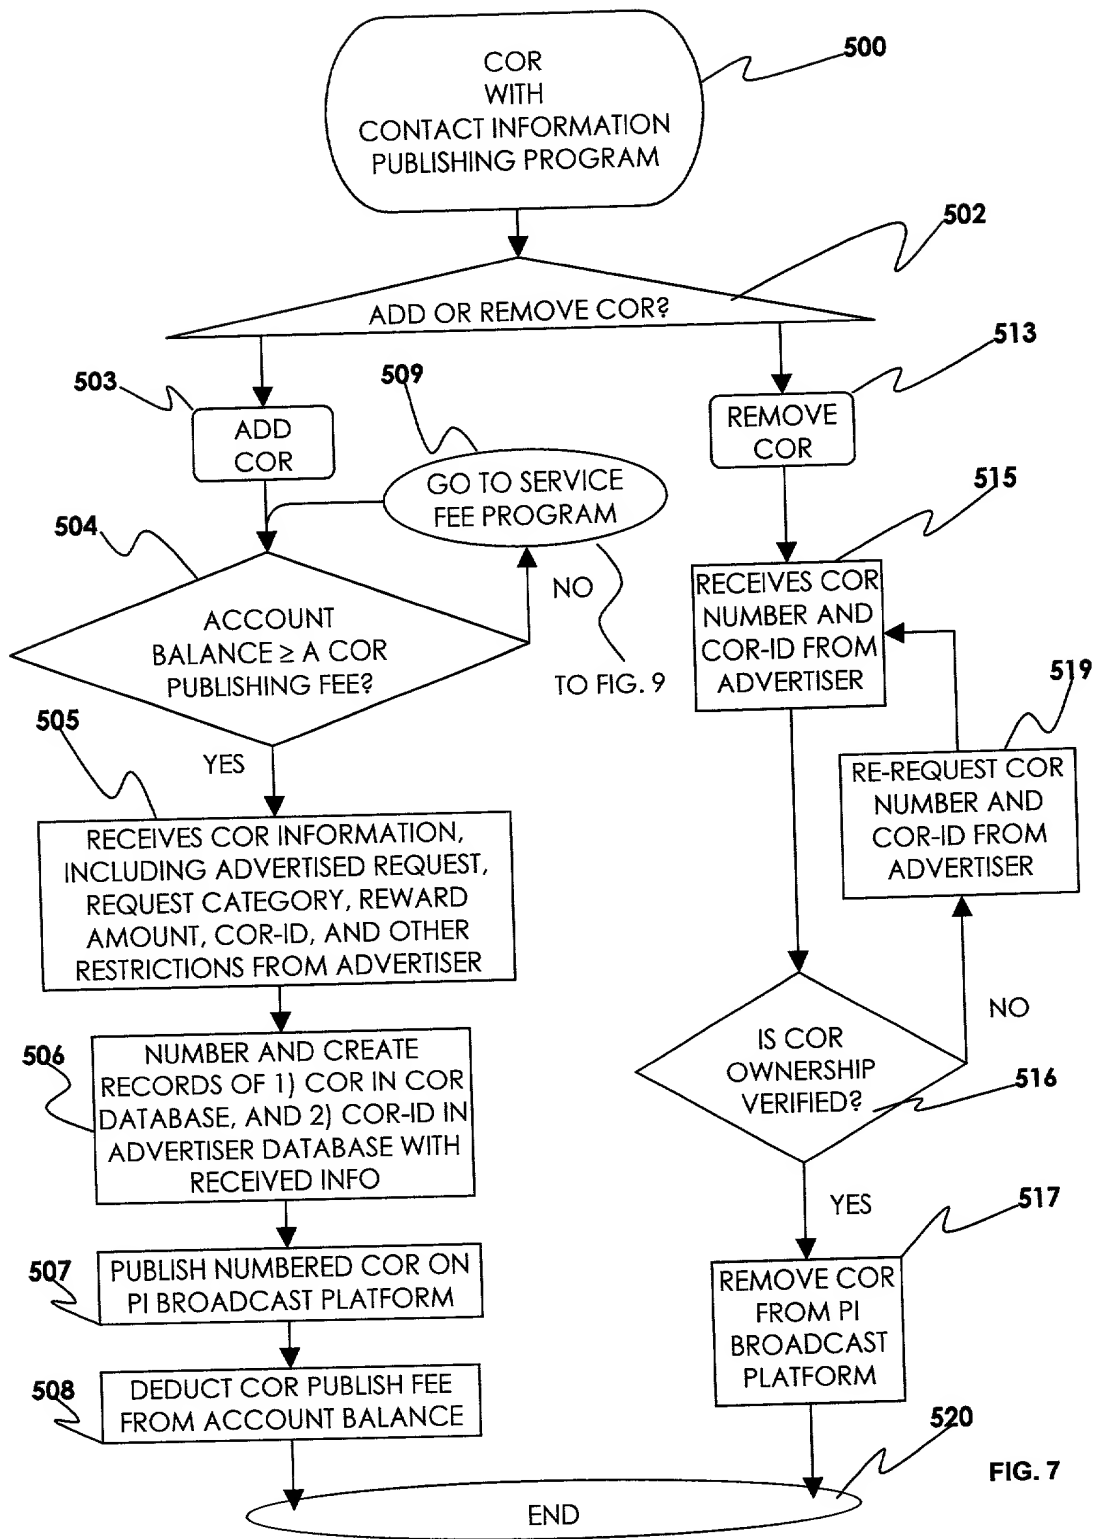 COR
WITH
CONTACT INFORMATION
PUBLISHING PROGRAM
500
502
ADD OR REMOVE COR?
503
ADD
COR
509
GO TO SERVICE
FEE PROGRAM
504
ACCOUNT
BALANCE ≥ A COR
PUBLISHING FEE?
NO
TO FIG. 9
YES
505
RECEIVES COR INFORMATION,
INCLUDING ADVERTISED REQUEST,
REQUEST CATEGORY, REWARD
AMOUNT, COR-ID, AND OTHER
RESTRICTIONS FROM ADVERTISER
506
NUMBER AND CREATE
RECORDS OF 1) COR IN COR
DATABASE, AND 2) COR-ID IN
ADVERTISER DATABASE WITH
RECEIVED INFO
507
PUBLISH NUMBERED COR ON
PI BROADCAST PLATFORM
508
DEDUCT COR PUBLISH FEE
FROM ACCOUNT BALANCE
513
REMOVE
COR
515
RECEIVES COR
NUMBER AND
COR-ID FROM
ADVERTISER
519
RE-REQUEST COR
NUMBER AND
COR-ID FROM
ADVERTISER
NO
IS COR
OWNERSHIP
VERIFIED?
516
YES
517
REMOVE COR
FROM PI
BROADCAST
PLATFORM
520
END
FIG. 7